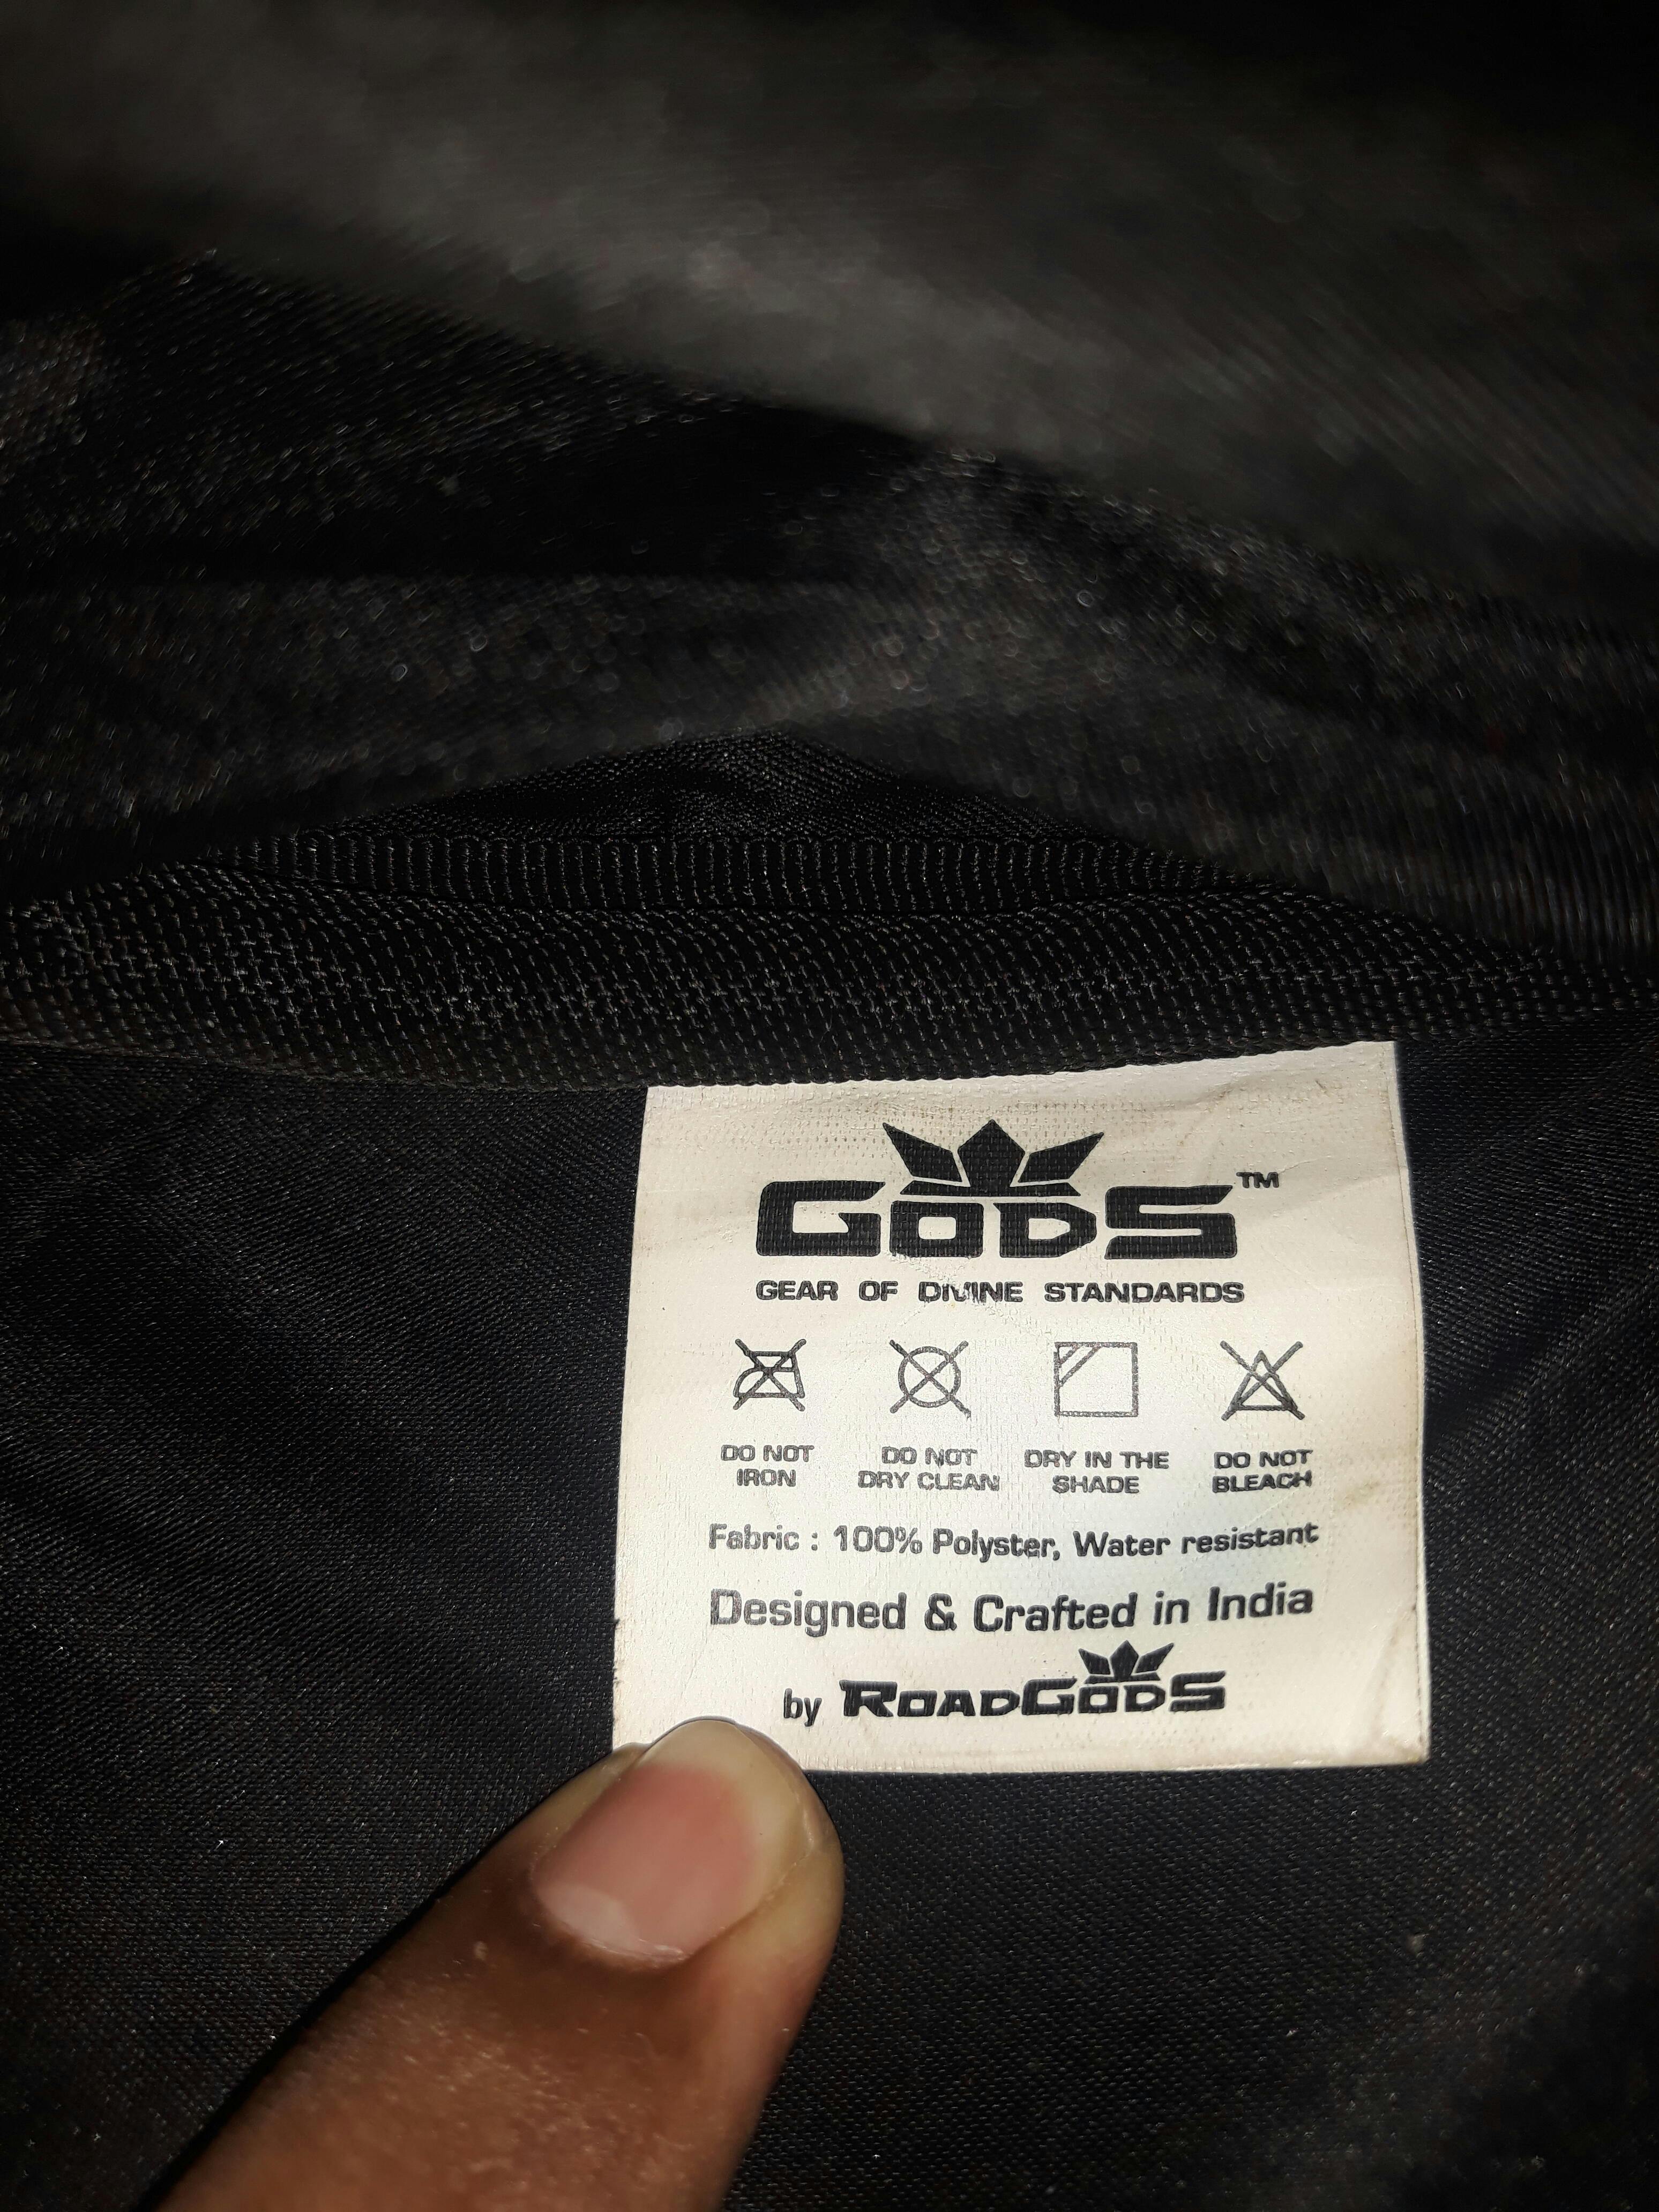 GODS™
GEAR OF DIVINE STANDARDS
DO NOT IRON
DO NOT DRY CLEAN
DRY IN THE SHADE
DO NOT BLEACH
Fabric : 100% Polyster, Water resistant
Designed & Crafted in India
by ROADGODS